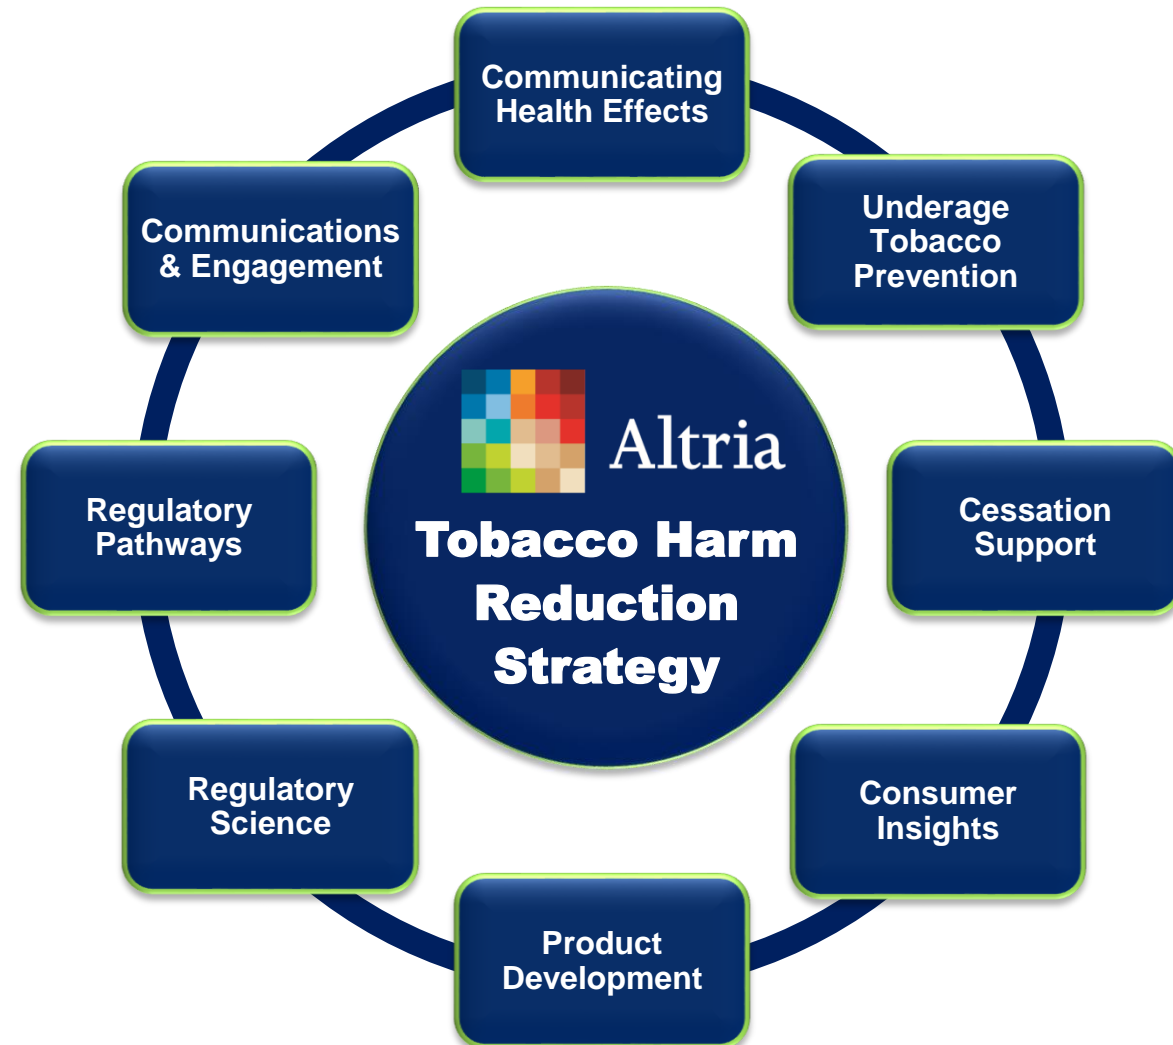 Communicating
Health Effects
Underage
Tobacco
Prevention
Cessation
Support
Consumer
Insights
Product
Development
Regulatory
Science
Regulatory
Pathways
Communications
& Engagement
Altria
Tobacco Harm
Reduction
Strategy